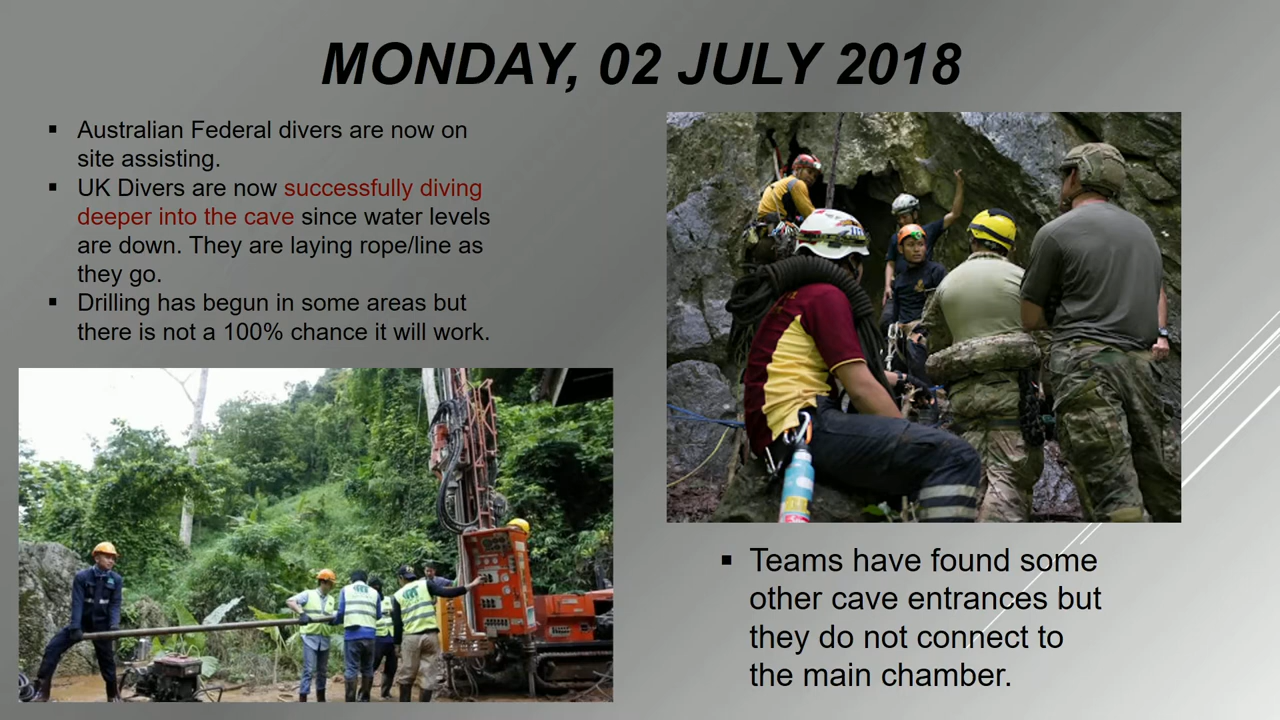 MONDAY, 02 JULY 2018
▪ Australian Federal divers are now on
site assisting.
▪ UK Divers are now successfully diving
deeper into the cave since water levels
are down. They are laying rope/line as
they go.
▪ Drilling has begun in some areas but
there is not a 100% chance it will work.
▪ Teams have found some
other cave entrances but
they do not connect to
the main chamber.